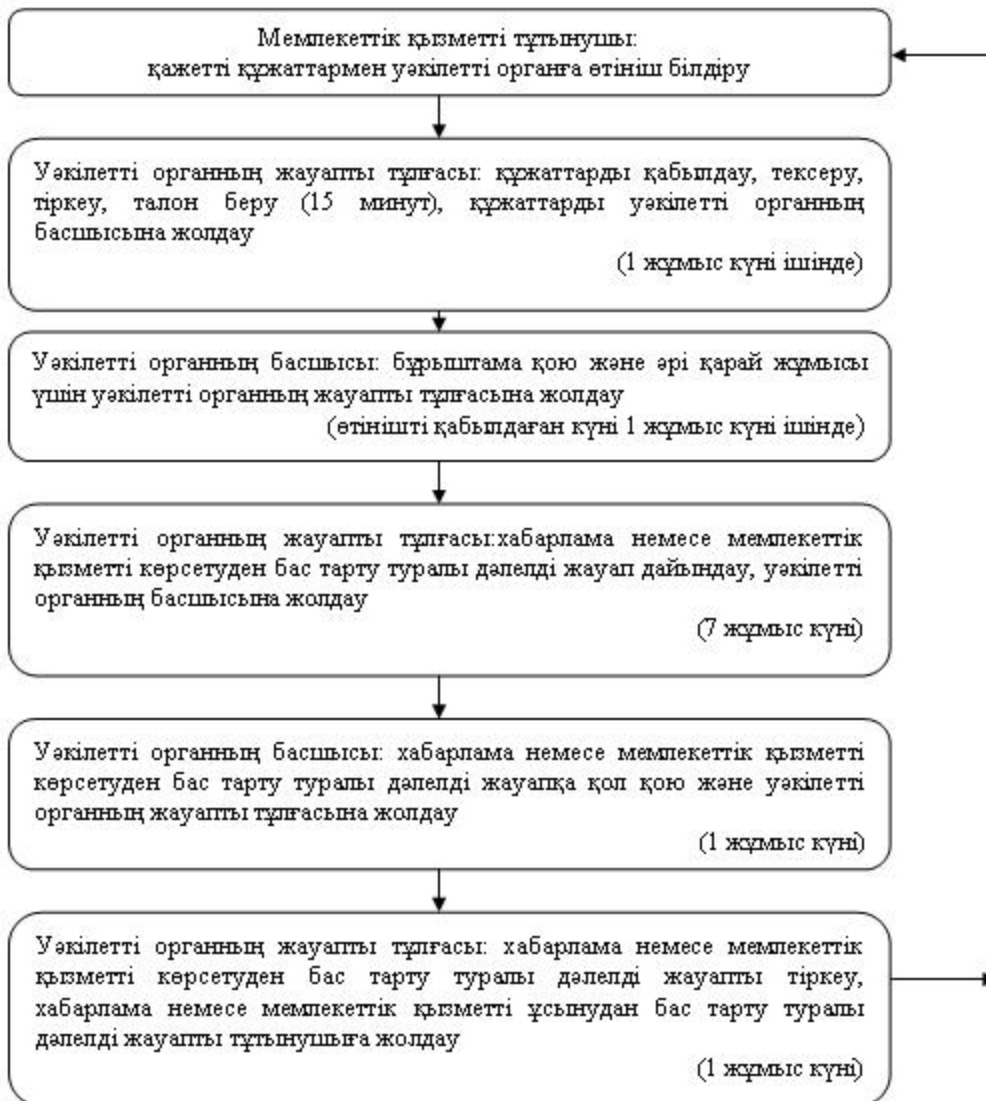 Мемлекеттік қызметті тұтынушы:
қажетті құжаттармен уәкілетті органға өтініш білдіру
Уәкілетті органның жауапты тұлғасы: құжаттарды қабылдау, тексеру,
тіркеу, талон беру (15 минут), құжаттарды уәкілетті органның
басшысына жолдау
(1 жұмыс күні ішінде)
Уәкілетті органның басшысы: бұрыштама қою және әрі қарай жұмысы
үшін уәкілетті органның жауапты тұлғасына жолдау
(өтінішті қабылдаған күні 1 жұмыс күні ішінде)
Уәкілетті органның жауапты тұлғасы:хабарлама немесе мемлекеттік
қызметті көрсетуден бас тарту туралы дәлелді жауап дайындау, уәкілетті
органның басшысына жолдау
(7 жұмыс күні)
Уәкілетті органның басшысы: хабарлама немесе мемлекеттік қызметті
көрсетуден бас тарту туралы дәлелді жауапқа қол қою және уәкілетті
органның жауапты тұлғасына жолдау
(1 жұмыс күні)
Уәкілетті органның жауапты тұлғасы: хабарлама немесе мемлекеттік
қызметті көрсетуден бас тарту туралы дәлелді жауапты тіркеу,
хабарлама немесе мемлекеттік қызметті ұсынудан бас тарту туралы
дәлелді жауапты тұтынушыға жолдау
(1 жұмыс күні)